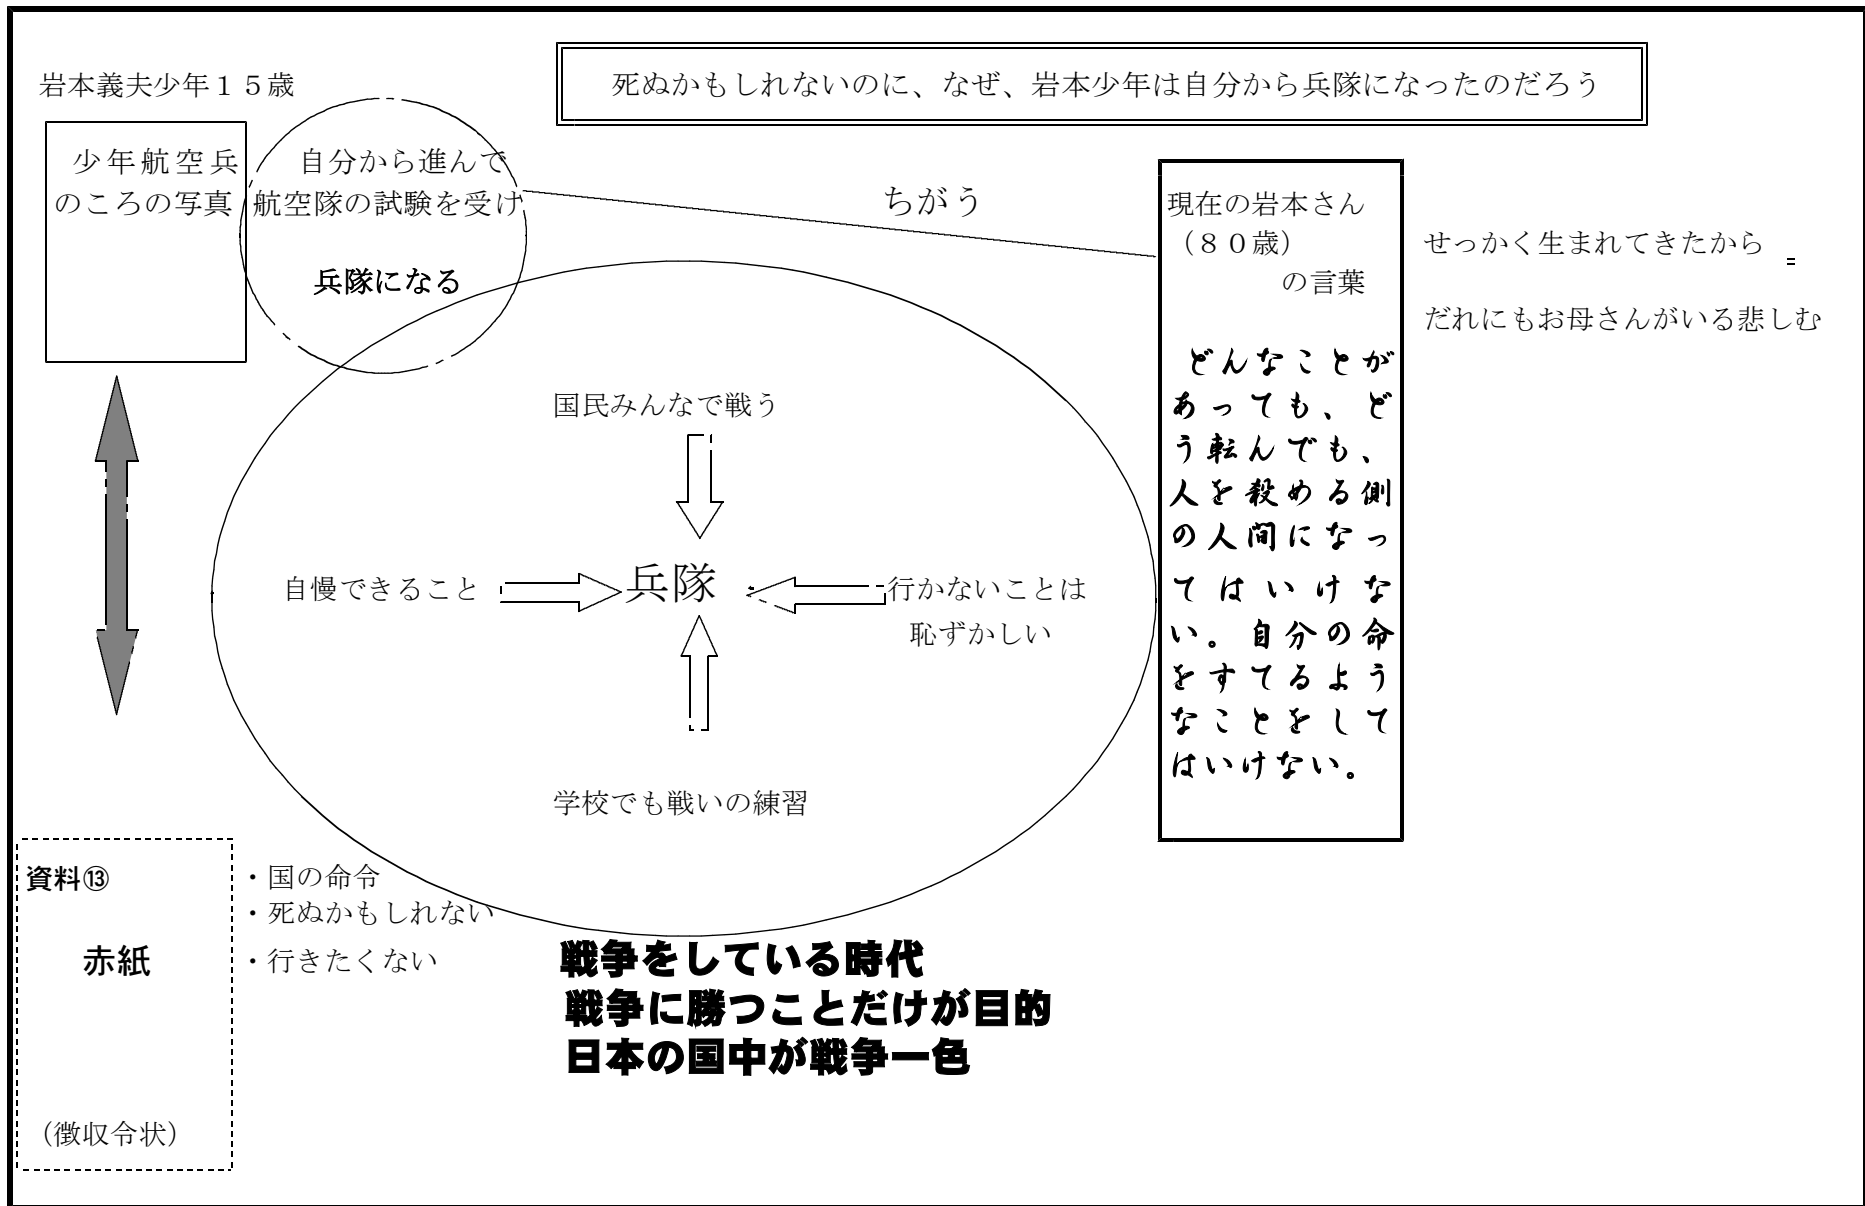 死ぬかもしれないのに、なぜ、岩本少年は自分から兵隊になったのだろう
岩本義夫少年１５歳
少年航空兵
のころの写真
自分から進んで
航空隊の試験を受け
兵隊になる
ちがう
現在の岩本さん
（８０歳）
の言葉
どんなことが
あっても、ど
う転んでも、
人を殺める側
の人間になっ
てはいけな
い。自分の命
をすてるよう
なことをして
はいけない。
せっかく生まれてきたから
=
だれにもお母さんがいる悲しむ
国民みんなで戦う
自慢できること
兵隊
行かないことは
恥ずかしい
学校でも戦いの練習
資料⑬
赤紙
（徴収令状）
・国の命令
・死ぬかもしれない
・行きたくない
戦争をしている時代
戦争に勝つことだけが目的
日本の国中が戦争一色